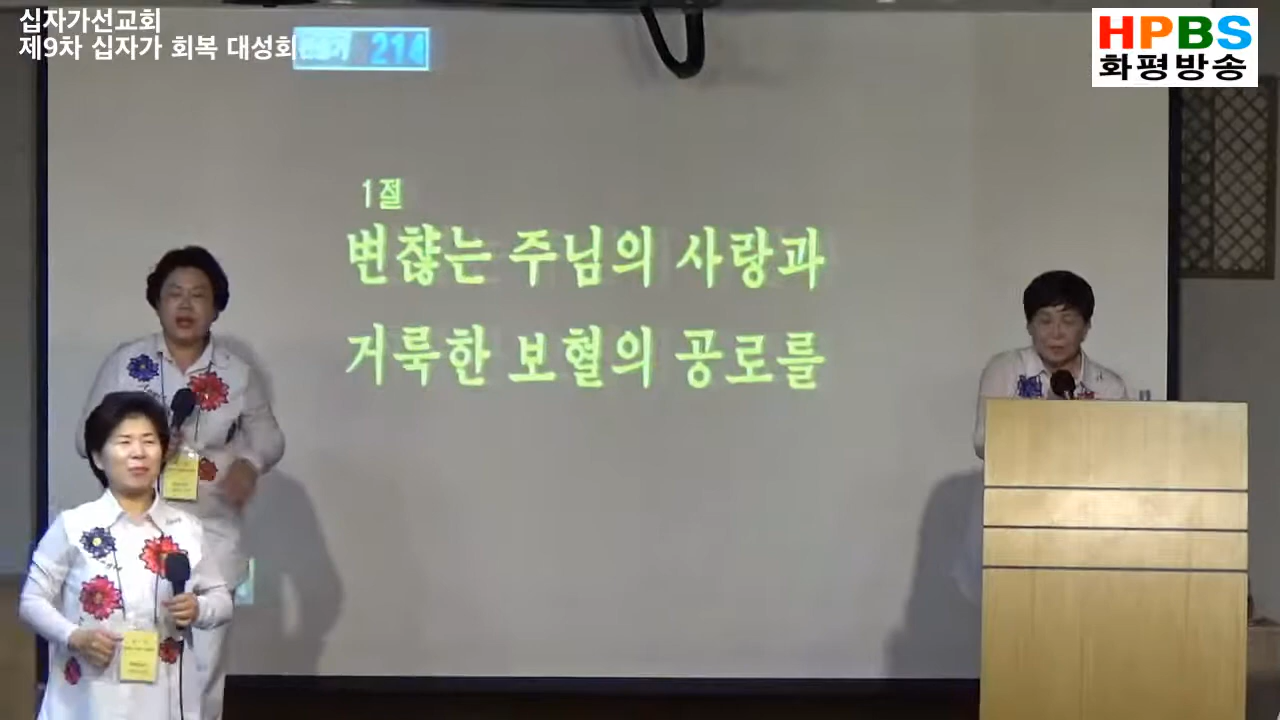 십자가선교회
제9차 십자가 회복 대성회
214
HPBS
화평방송
1절
변챦는 주님의 사랑과
거룩한 보혈의 공로를